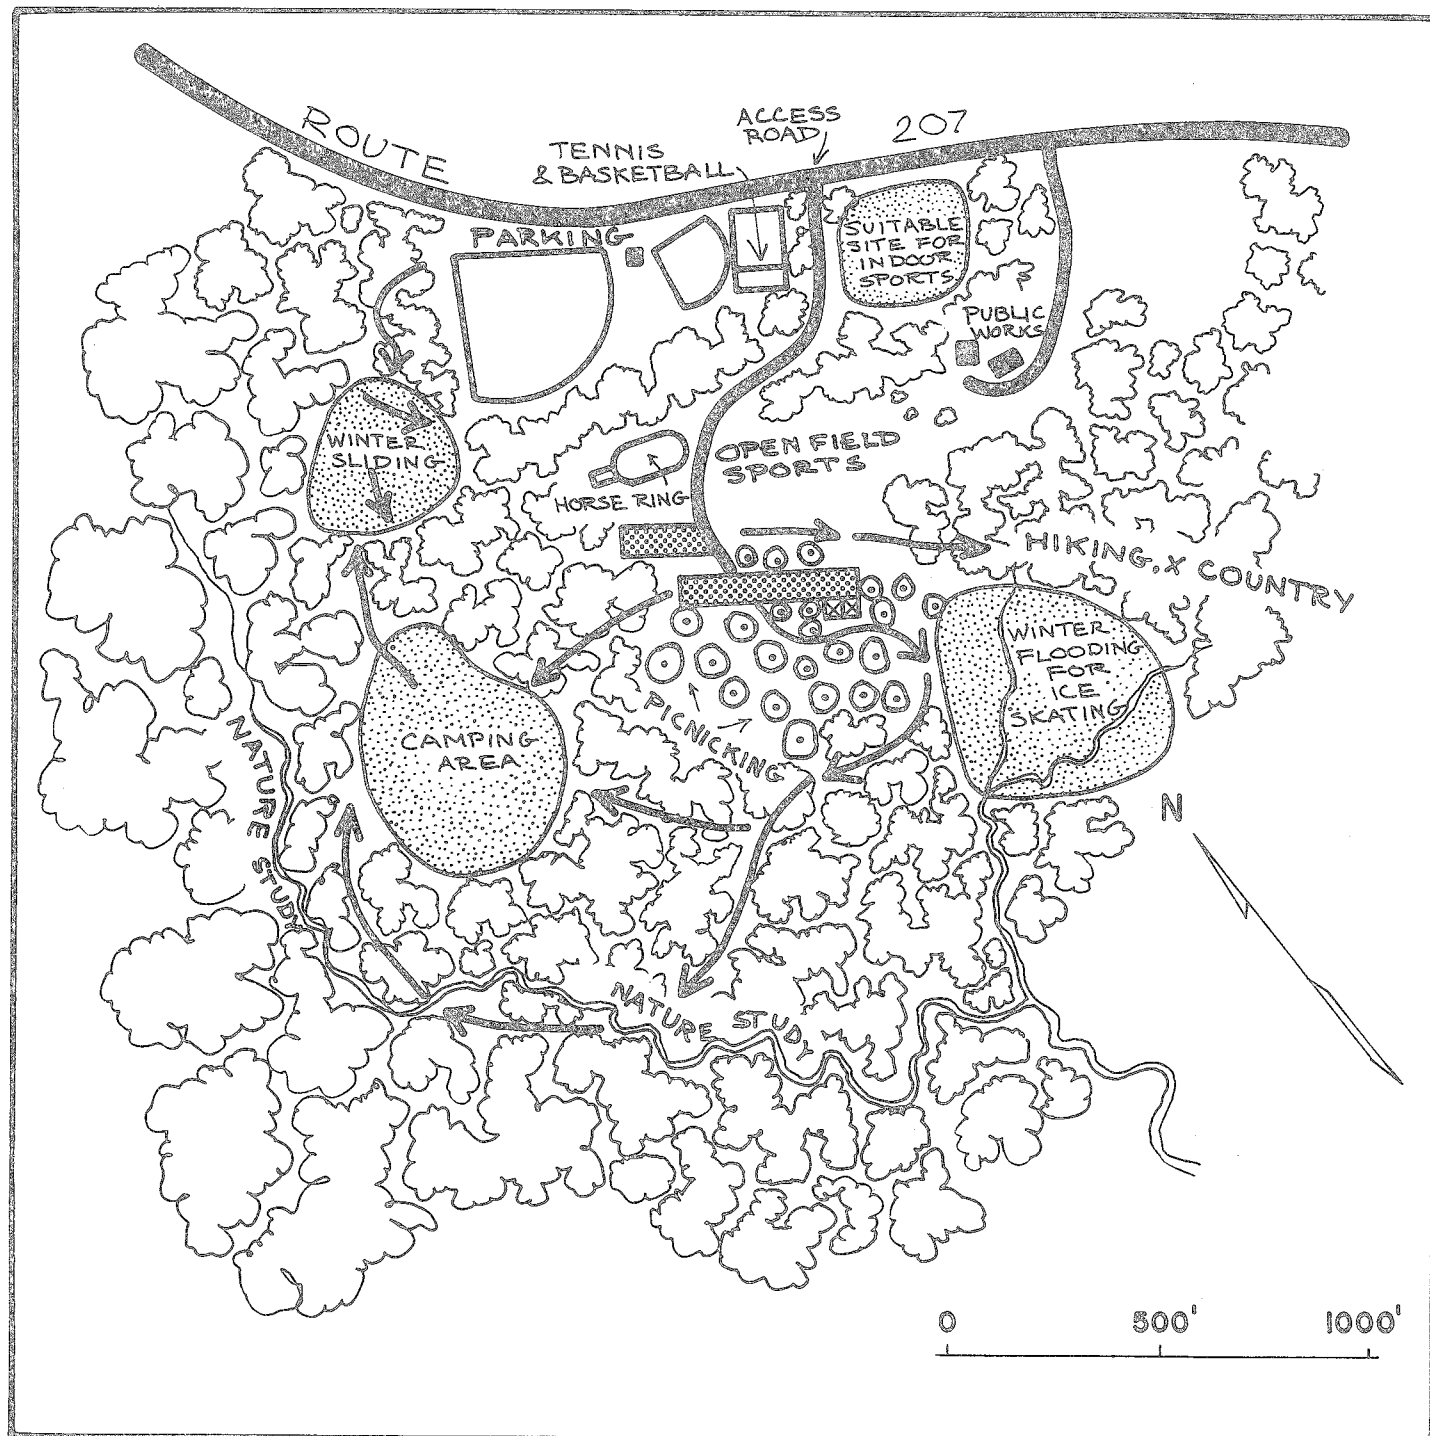 ROUTE
207
ACCESS
ROAD
TENNIS
& BASKETBALL
PARKING
SUITABLE
SITE FOR
INDOOR
SPORTS
PUBLIC
WORKS
WINTER
SLIDING
OPEN FIELD
SPORTS
HORSE RING
HIKING, X COUNTRY
WINTER
FLOODING
FOR
ICE
SKATING
PICNICKING
CAMPING
AREA
NATURE STUDY
N
NATURE STUDY
0 500' 1000'